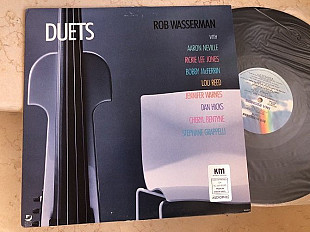 DUETS
ROB WASSERMAN
WITH
AARON NEVILLE
RICKIE LEE JONES
BOBBY McFERRIN
LOU REED
JENNIFER WARNES
DAN HICKS
CHERYL BENTYNE
STEPHANE GRAPPELLI
KM